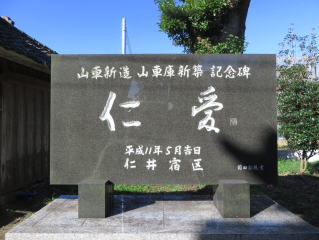 山車新造 山車庫新築 記念碑
仁愛
平成11年5月吉日
仁井宿区